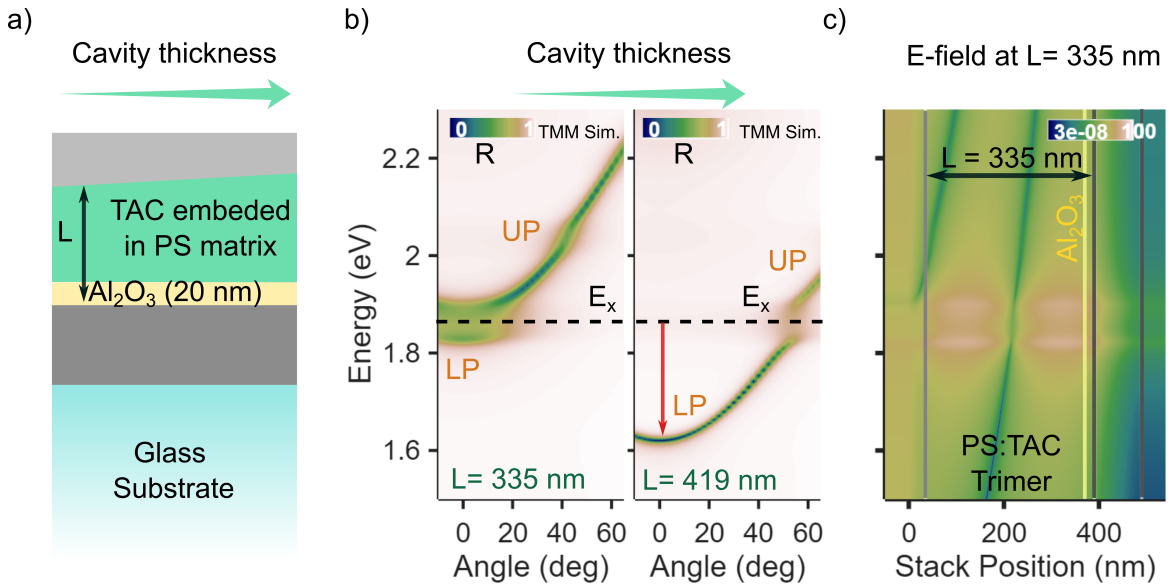 a)
Cavity thickness
L
TAC embeded
in PS matrix
Al₂O₃ (20 nm)
Glass
Substrate
b)
Cavity thickness
0 1 TMM Sim.
R
0 1 TMM Sim.
R
2.2
2
1.8
1.6
Energy (eV)
UP
Eₓ
LP
L= 335 nm
UP
Eₓ
LP
L= 419 nm
0 20 40 60
0 20 40 60
Angle (deg)
Angle (deg)
c)
E-field at L= 335 nm
3e-08 100
L = 335 nm
Al₂O₃
PS:TAC
Trimer
0 200 400
Stack Position (nm)